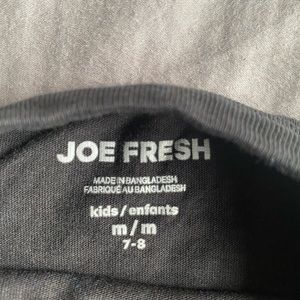 JOE FRESH
MADE IN BANGLADESH
FABRIQUÉ AU BANGLADESH
kids / enfants
m / m
7-8